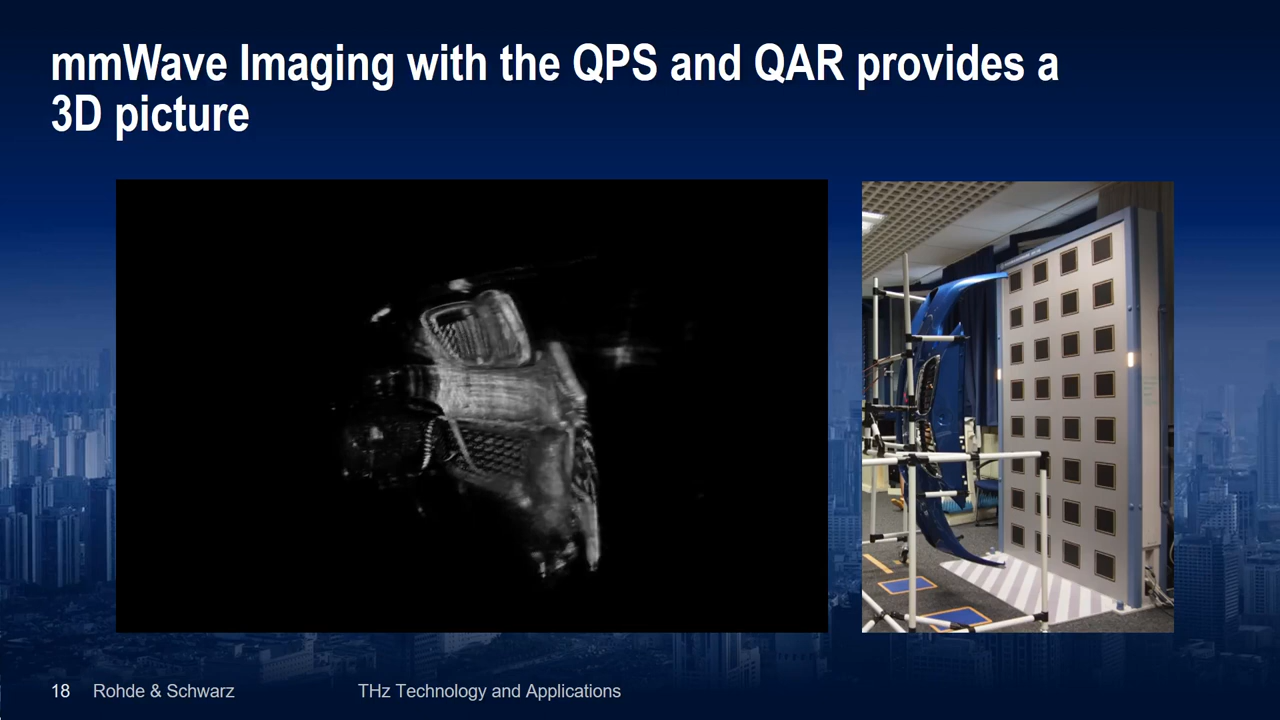 mmWave Imaging with the QPS and QAR provides a
3D picture
18 Rohde & Schwarz THz Technology and Applications